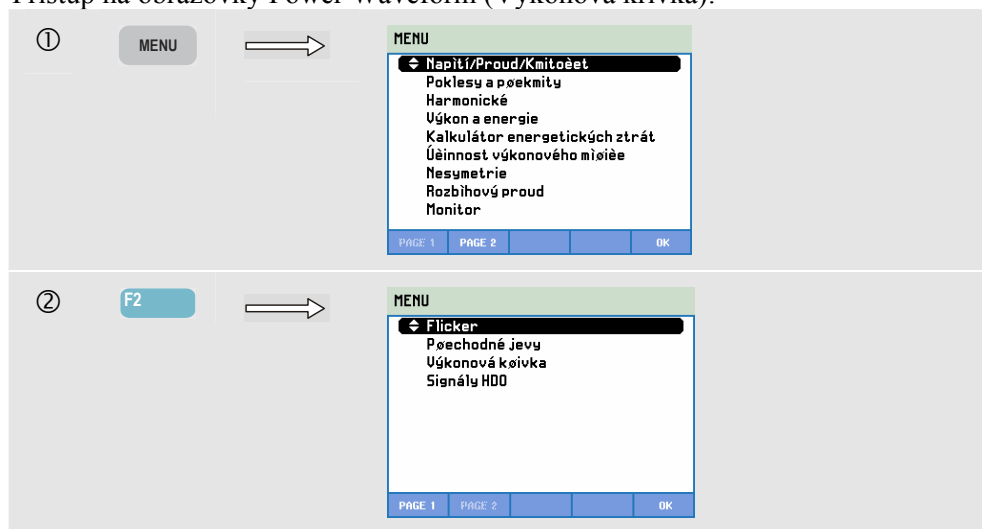 Přístup na obrazovky Power Waveform (Výkonová křivka):
① MENU
MENU
Napìtí/Proud/Kmitoèet
Poklesy a pøekmity
Harmonické
Výkon a energie
Kalkulátor energetických ztrát
Úèinnost výkonového mìøièe
Nesymetrie
Rozbìhový proud
Monitor
PAGE 1 PAGE 2 OK
② F2
MENU
Flicker
Pøechodné jevy
Výkonová køivka
Signály HDO
PAGE 1 PAGE 2 OK